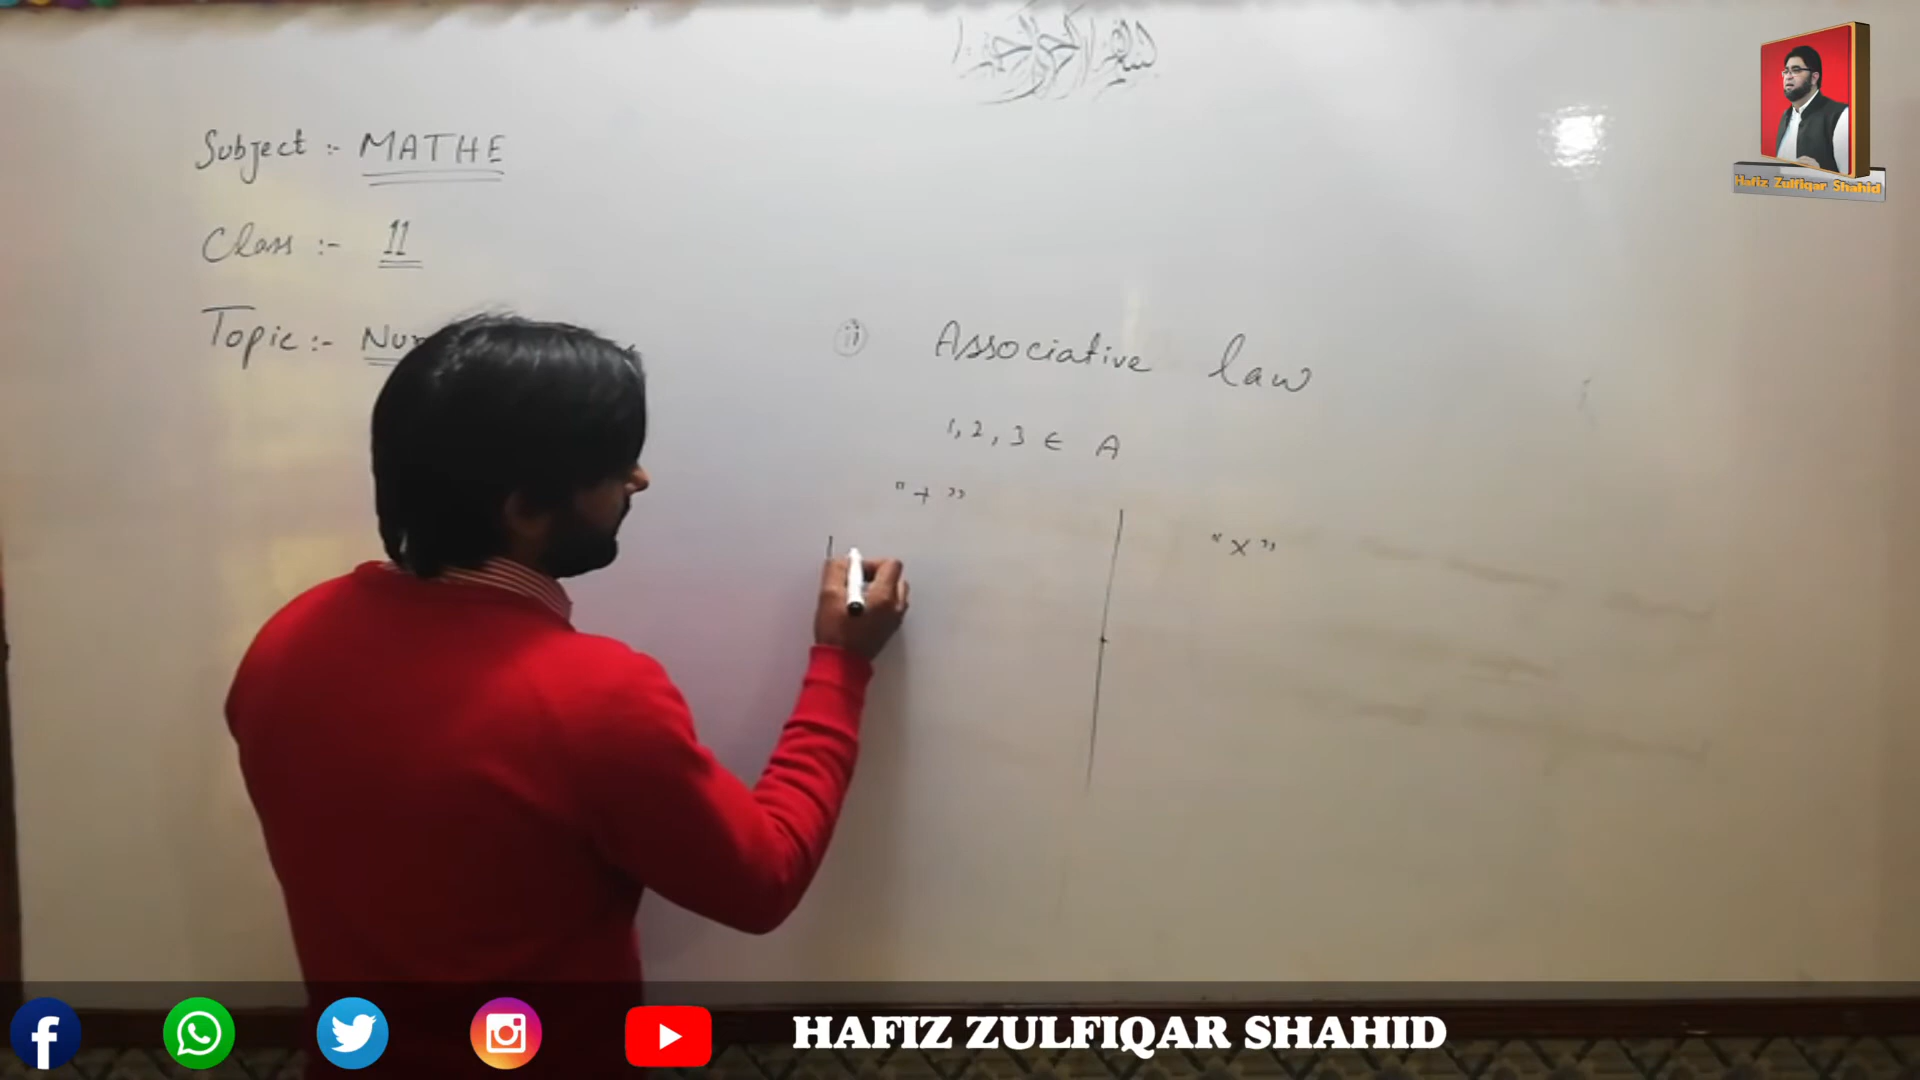 بسم اللہ الرحمن الرحیم
Subject :- MATHE
Class :- 11
Topic :-
ii) Associative law
1, 2, 3 ∈ A
"+"
"×"
Hafiz Zulfiqar Shahid
HAFIZ ZULFIQAR SHAHID